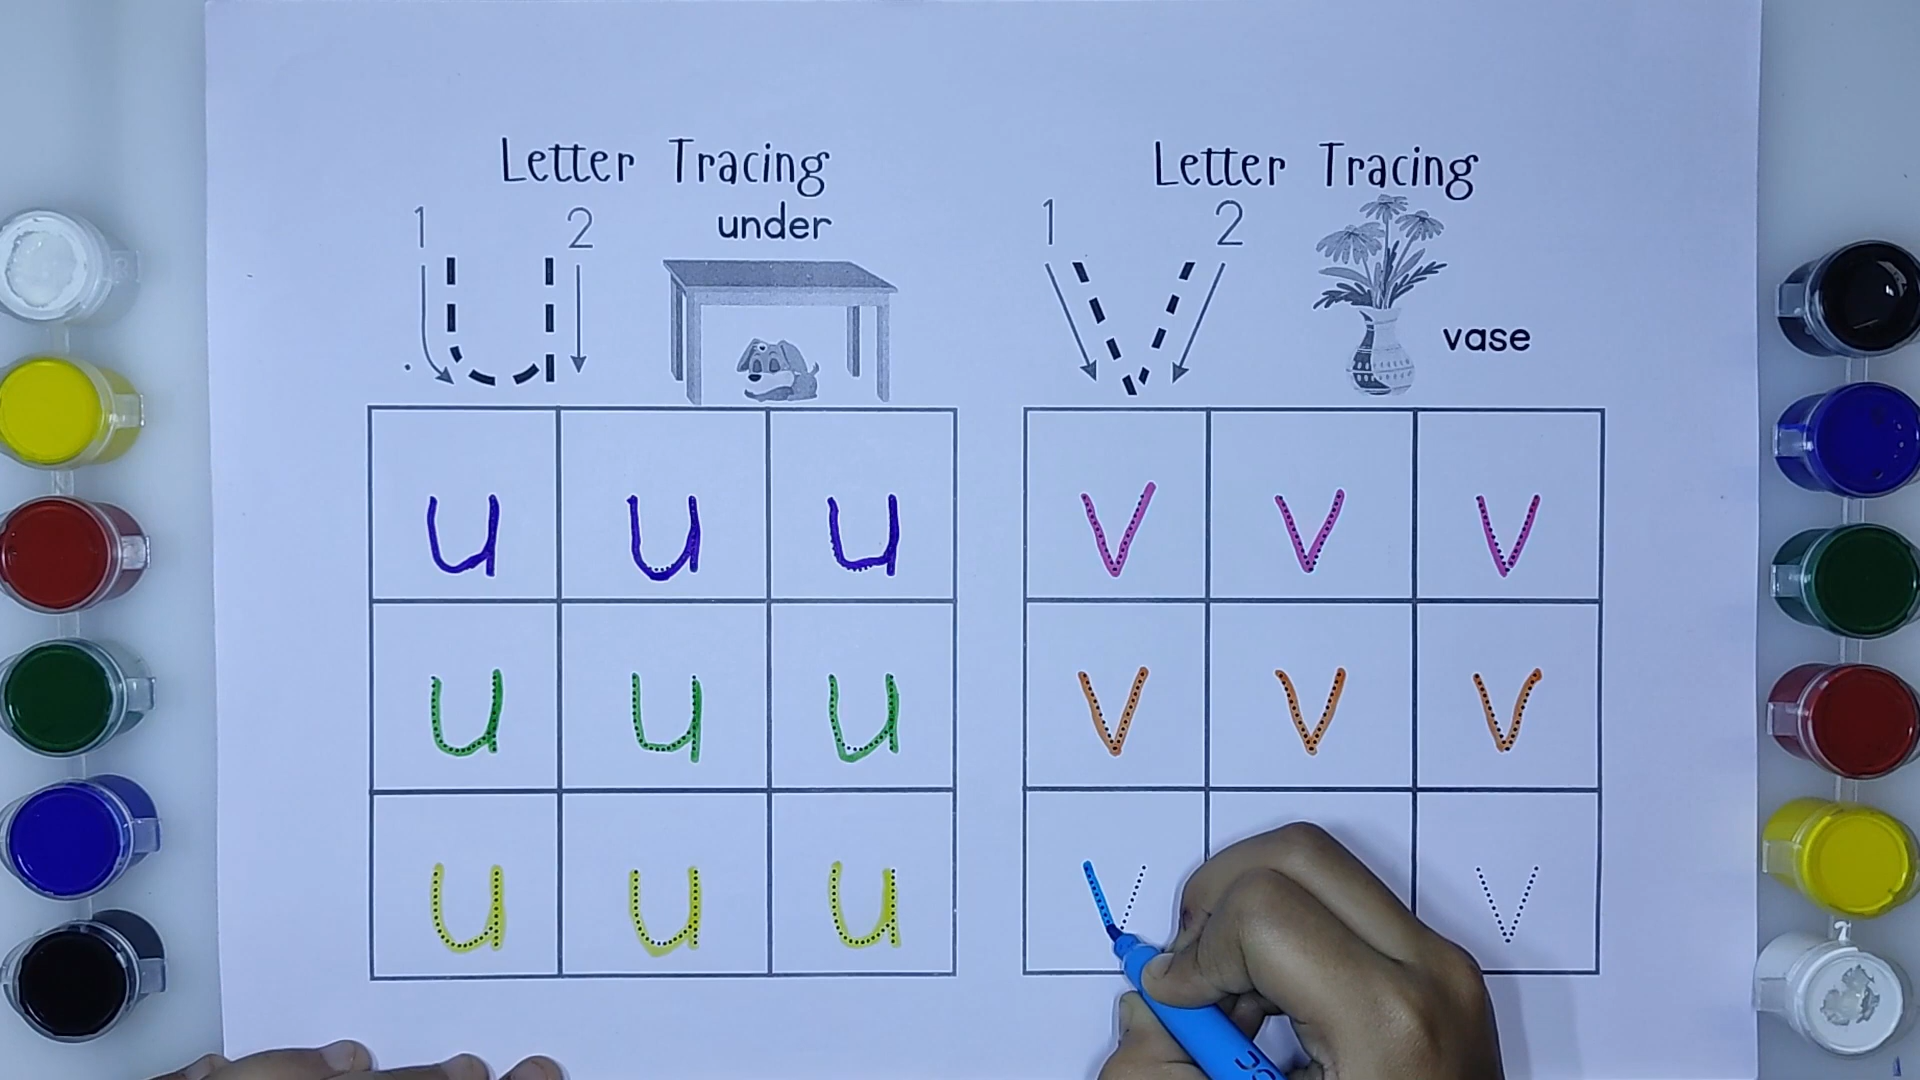 Letter Tracing
1 2
under
u u u
u u u
u u u
Letter Tracing
1 2
vase
v v v
v v v
v v